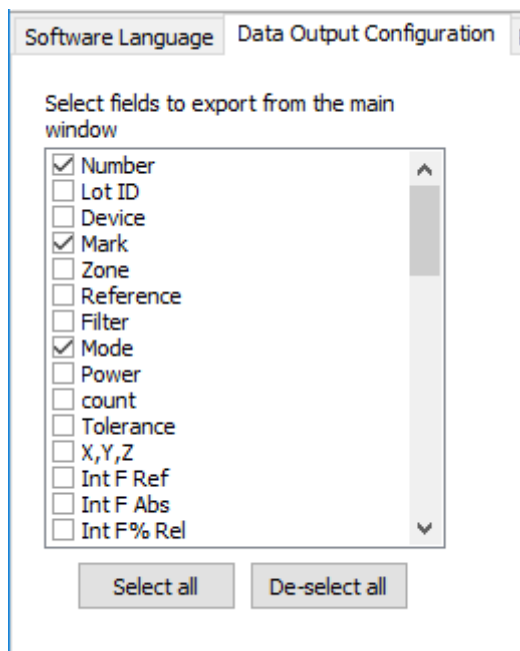 Software Language
Data Output Configuration
Select fields to export from the main
window
Number
Lot ID
Device
Mark
Zone
Reference
Filter
Mode
Power
count
Tolerance
X,Y,Z
Int F Ref
Int F Abs
Int F% Rel
Select all
De-select all